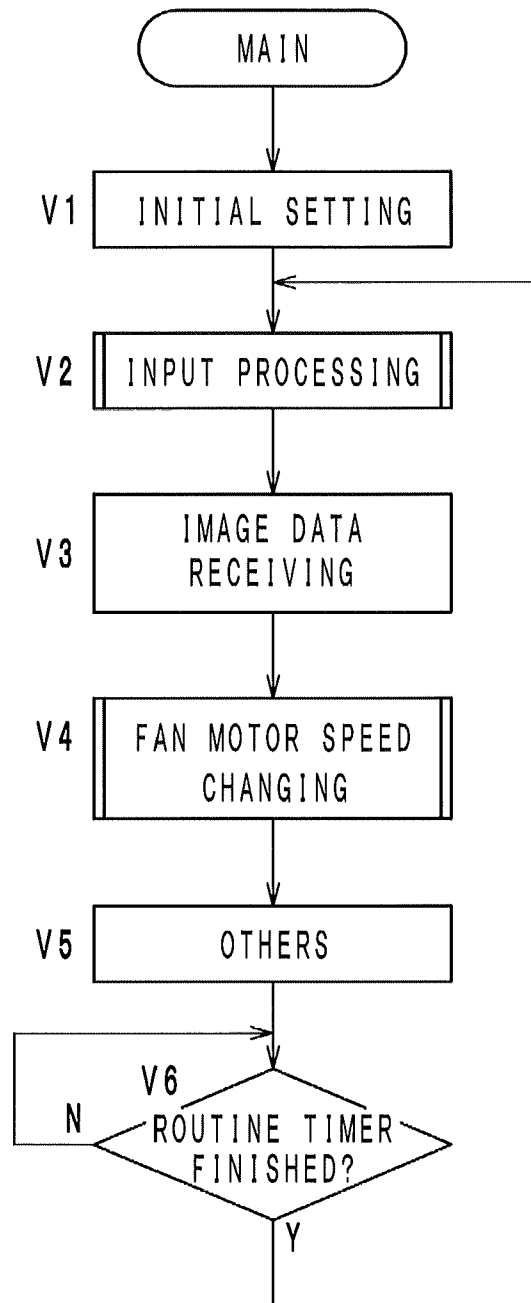 MAIN
V1
INITIAL SETTING
V2
INPUT PROCESSING
V3
IMAGE DATA
RECEIVING
V4
FAN MOTOR SPEED
CHANGING
V5
OTHERS
V6
N
ROUTINE TIMER
FINISHED?
Y